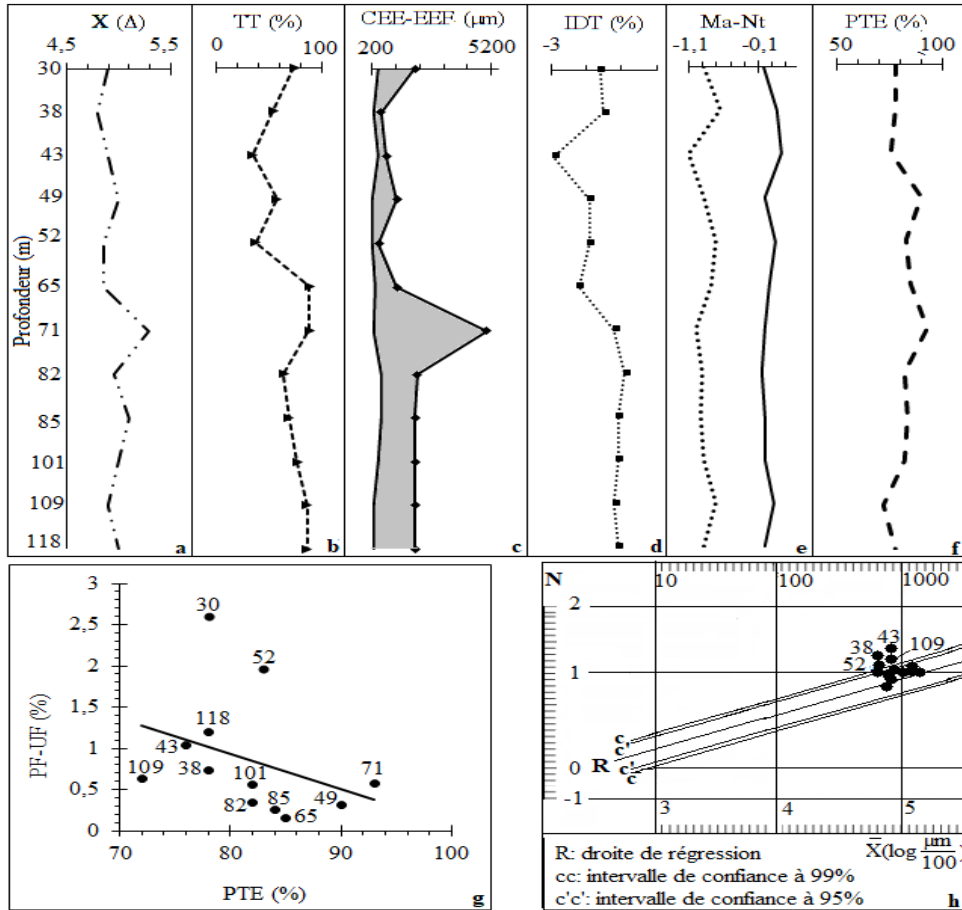 X (Δ) TT (%) CEE-EEF (µm) IDT (%) Ma-Nt PTE (%)
4,5 5,5 0 100 200 5200 -3 -1,1 -0,1 50 100
Profondeur (m)
30
38
43
49
52
65
71
82
85
101
109
118
a b c d e f
3
2,5
2
1,5
1
0,5
0
PF-UF (%)
30
52
118
43
109 38 101 71
82 85 65 49
70 80 90 100
PTE (%) g
N 10 100 1000
2
1
0
-1
43
38 109
52
c
c'
R c'
c
3 4 5
R: droite de régression
X̄(log µm/100)
cc: intervalle de confiance à 99%
c'c': intervalle de confiance à 95% h